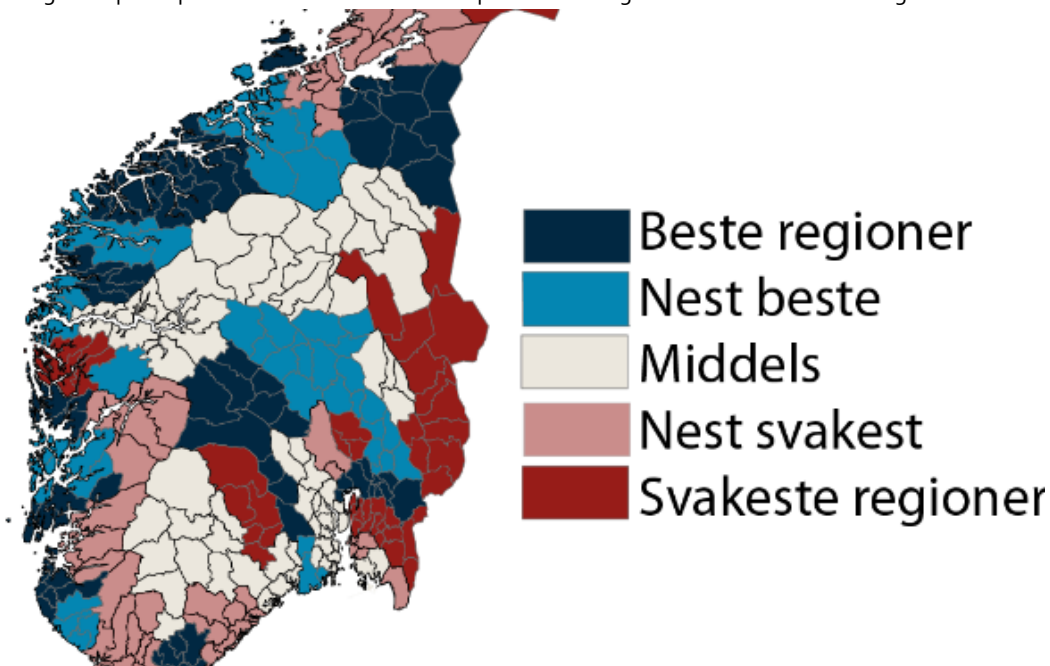 Beste regioner
Nest beste
Middels
Nest svakest
Svakeste regioner